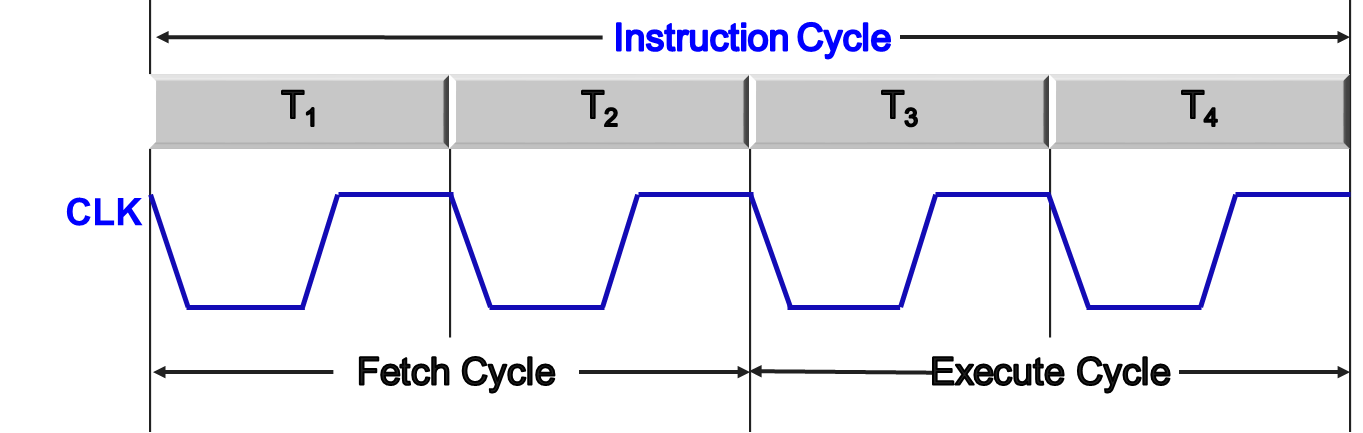 Instruction Cycle
T₁ T₂ T₃ T₄
CLK
Fetch Cycle Execute Cycle